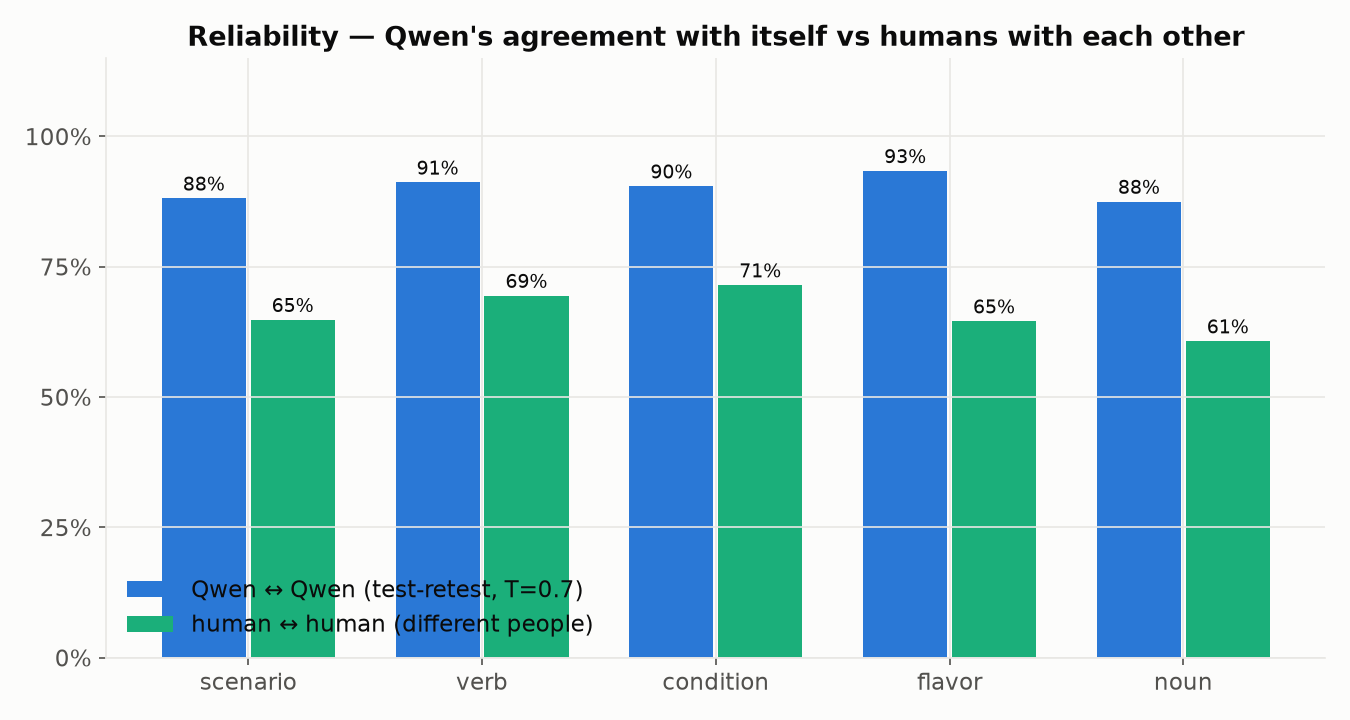 Reliability — Qwen's agreement with itself vs humans with each other
100%
75%
50%
25%
0%
88%
65%
91%
69%
90%
71%
93%
65%
88%
61%
Qwen ↔ Qwen (test-retest, T=0.7)
human ↔ human (different people)
scenario
verb
condition
flavor
noun